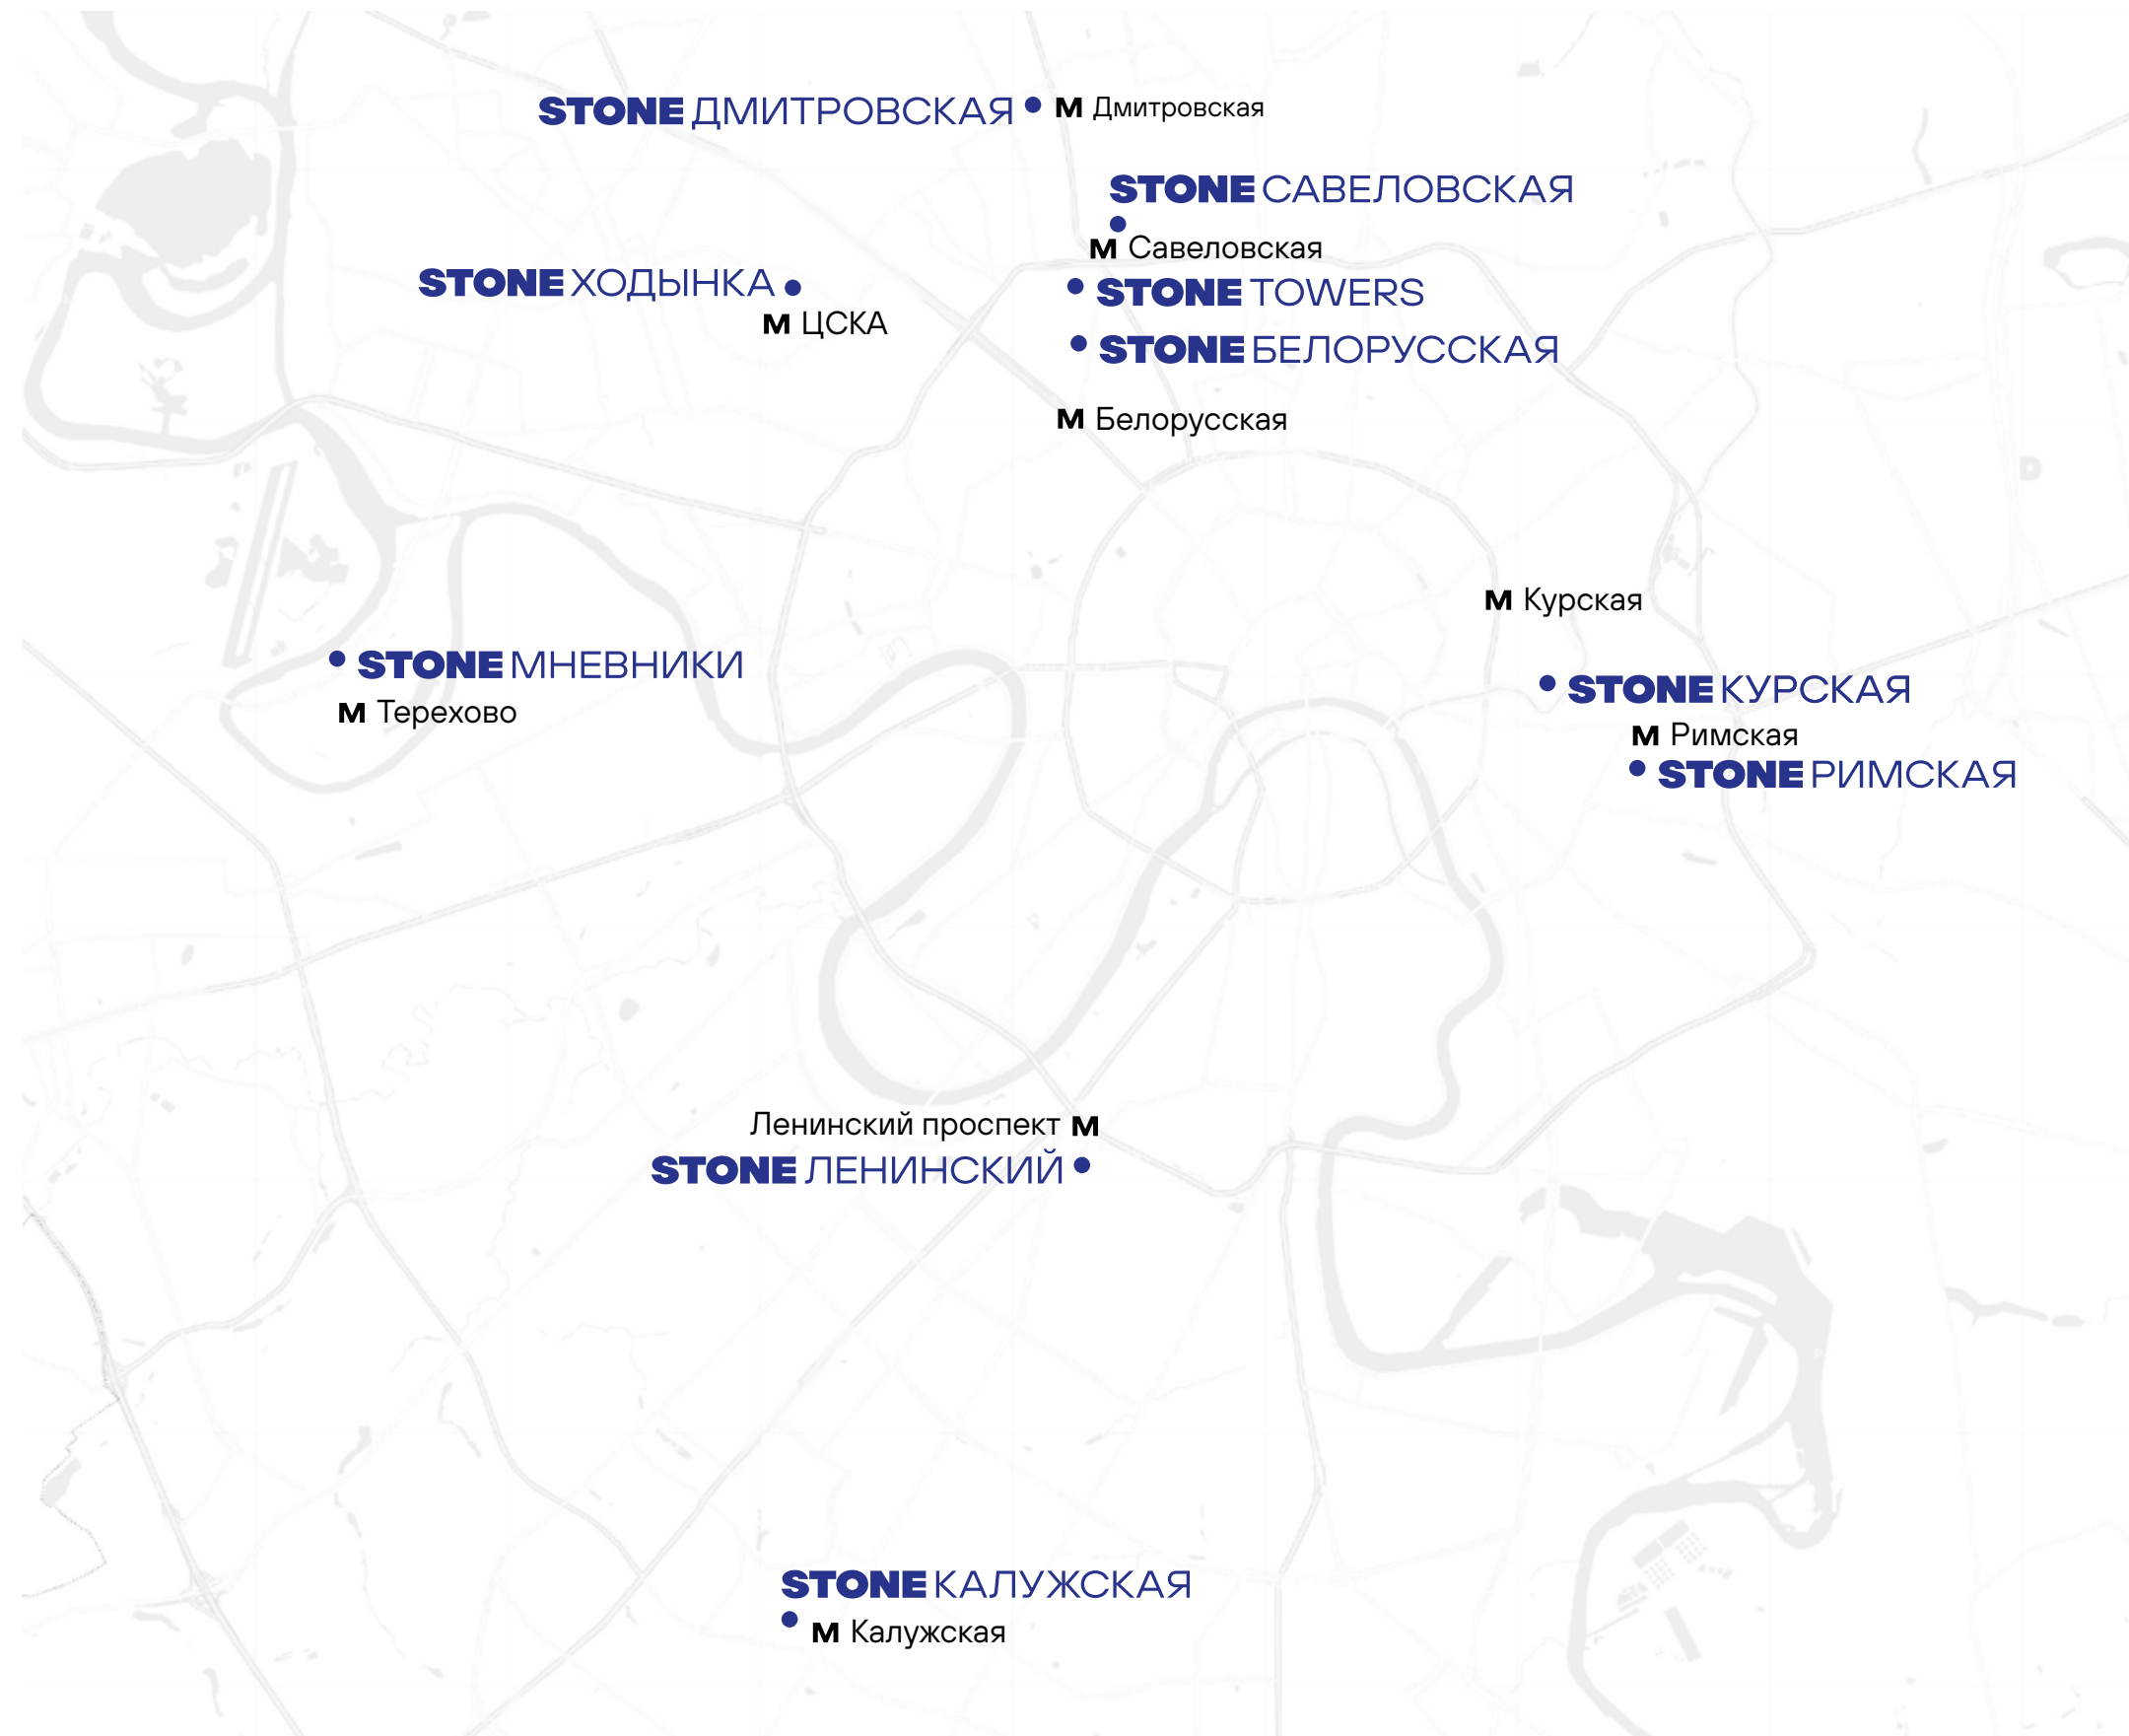 STONE ДМИТРОВСКАЯ
М Дмитровская
STONE САВЕЛОВСКАЯ
М Савеловская
STONE ХОДЫНКА
М ЦСКА
STONE TOWERS
STONE БЕЛОРУССКАЯ
М Белорусская
М Курская
STONE МНЕВНИКИ
М Терехово
STONE КУРСКАЯ
М Римская
STONE РИМСКАЯ
Ленинский проспект М
STONE ЛЕНИНСКИЙ
STONE КАЛУЖСКАЯ
М Калужская